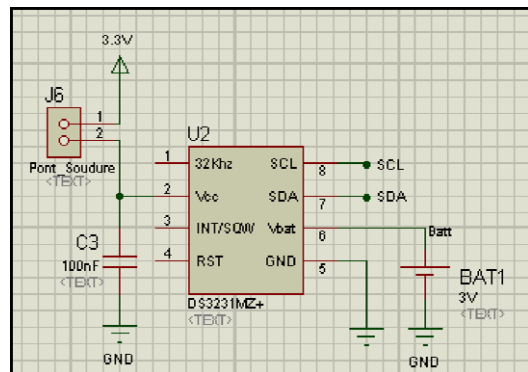 3.3V
J6
1
2
Pont_Soudure
<TEXT>
U2
1 32Khz SCL 8 SCL
2 Vcc SDA 7 SDA
3 INT/SQW Vbat 6 Batt
4 RST GND 5
DS3231MZ+
<TEXT>
C3
100nF
<TEXT>
GND
BAT1
3V
<TEXT>
GND